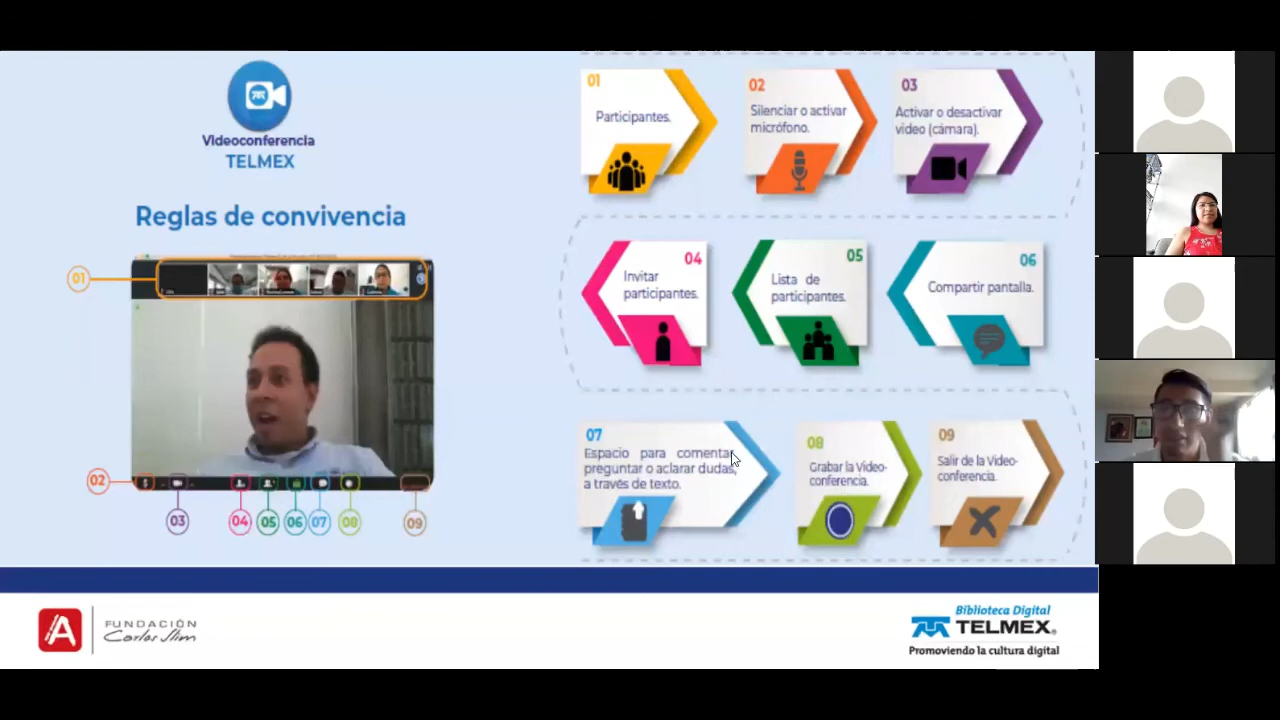 Videoconferencia
TELMEX
Reglas de convivencia
01
02
03
04
05
06
07
08
09
01
Participantes.
02
Silenciar o activar
micrófono.
03
Activar o desactivar
video (cámara).
04
Invitar
participantes.
05
Lista de
participantes.
06
Compartir pantalla.
07
Espacio para comentar,
preguntar o aclarar dudas,
a través de texto.
08
Grabar la Video-
conferencia.
09
Salir de la Video-
conferencia.
FUNDACIÓN
Carlos Slim
Biblioteca Digital
TELMEX®
Promoviendo la cultura digital